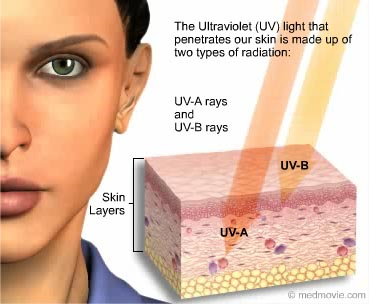 The Ultraviolet (UV) light that
penetrates our skin is made up of
two types of radiation:
UV-A rays
and
UV-B rays
UV-B
Skin
Layers
UV-A
© medmovie.com